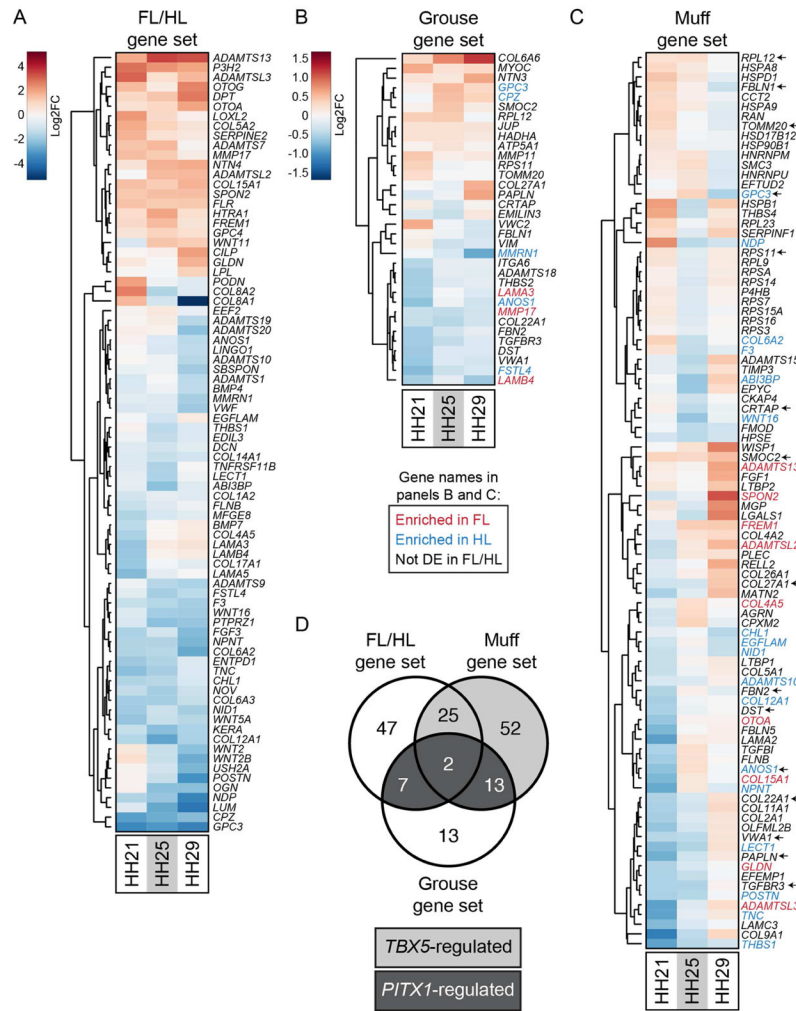 A
FL/HL
gene set
4
2
0
-2
-4
Log2FC
ADAMTS13
P3H2
ADAMTSL3
OTOG
DPT
OTOA
LOXL2
COL5A2
SERPINE2
ADAMTS7
MMP17
NTN4
ADAMTSL2
COL15A1
SPON2
FLR
HTRA1
FREM1
GPC4
WNT11
CILP
GLDN
LPL
PODN
COL8A2
COL8A1
EEF2
ADAMTS19
ADAMTS20
ANOS1
LINGO1
ADAMTS10
SBSPON
ADAMTS1
BMP4
MMRN1
VWF
EGFLAM
THBS1
EDIL3
DCN
COL14A1
TNFRSF11B
LECT1
ABI3BP
COL1A2
FLNB
MFGE8
BMP7
COL4A5
LAMA3
LAMB4
COL17A1
LAMA5
ADAMTS9
FSTL4
F3
WNT16
PTPRZ1
FGF3
NPNT
COL6A2
ENTPD1
TNC
CHL1
NOV
COL6A3
NID1
WNT5A
KERA
COL12A1
WNT2
WNT2B
USH2A
POSTN
OGN
NDP
LUM
CPZ
GPC3
HH21
HH25
HH29
B
Grouse
gene set
1.5
1.0
0.5
0
-0.5
-1.0
-1.5
Log2FC
COL6A6
MYOC
NTN3
GPC3
CPZ
SMOC2
RPL12
JUP
HADHA
ATP5A1
MMP11
RPS11
TOMM20
COL27A1
PAPLN
CRTAP
EMILIN3
VWC2
FBLN1
VIM
MMRN1
ITGA6
ADAMTS18
THBS2
LAMA3
ANOS1
MMP17
COL22A1
FBN2
TGFBR3
DST
VWA1
FSTL4
LAMB4
HH21
HH25
HH29
Gene names in
panels B and C:
Enriched in FL
Enriched in HL
Not DE in FL/HL
C
Muff
gene set
RPL12
HSPA8
HSPD1
FBLN1
CCT2
HSPA9
RAN
TOMM20
HSD17B12
HSP90B1
HNRNPM
SMC3
HNRNPU
EFTUD2
GPC3
HSPB1
THBS4
RPL23
SERPINF1
NDP
RPS11
RPL9
RPSA
RPS14
P4HB
RPS7
RPS15A
RPS16
RPS3
COL6A2
F3
ADAMTS15
TIMP3
ABI3BP
EPYC
CKAP4
CRTAP
WNT16
FMOD
HPSE
WISP1
SMOC2
ADAMTS13
FGF1
LTBP2
SPON2
MGP
LGALS1
FREM1
COL4A2
ADAMTSL2
PLEC
RELL2
COL26A1
COL27A1
MATN2
COL4A5
AGRN
CPXM2
CHL1
EGFLAM
NID1
LTBP1
COL5A1
ADAMTS10
FBN2
COL12A1
DST
OTOA
FBLN5
LAMA2
TGFBI
FLNB
ANOS1
COL15A1
NPNT
COL22A1
COL11A1
COL2A1
OLFML2B
VWA1
LECT1
PAPLN
GLDN
EFEMP1
TGFBR3
POSTN
ADAMTSL3
TNC
LAMC3
COL9A1
THBS1
HH21
HH25
HH29
D
FL/HL
gene set
Muff
gene set
47
25
52
2
7
13
13
Grouse
gene set
TBX5-regulated
PITX1-regulated